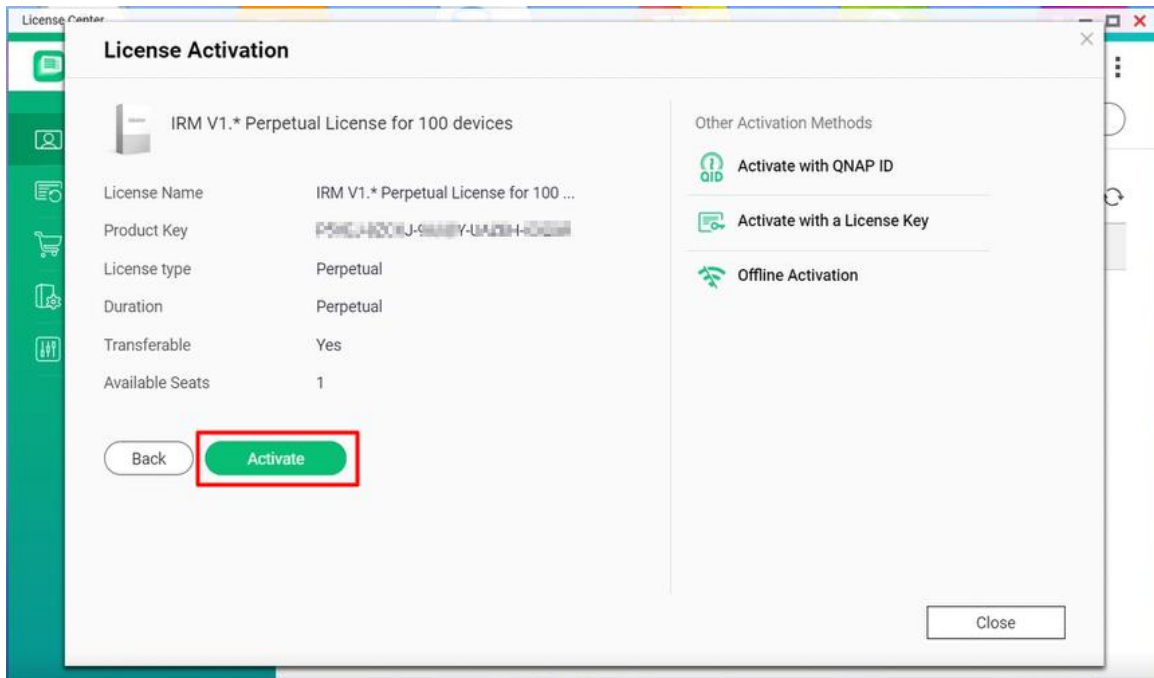 License Center
License Activation
IRM V1.* Perpetual License for 100 devices
License Name IRM V1.* Perpetual License for 100 ...
Product Key
License type Perpetual
Duration Perpetual
Transferable Yes
Available Seats 1
Back Activate
Other Activation Methods
QID Activate with QNAP ID
Activate with a License Key
Offline Activation
Close